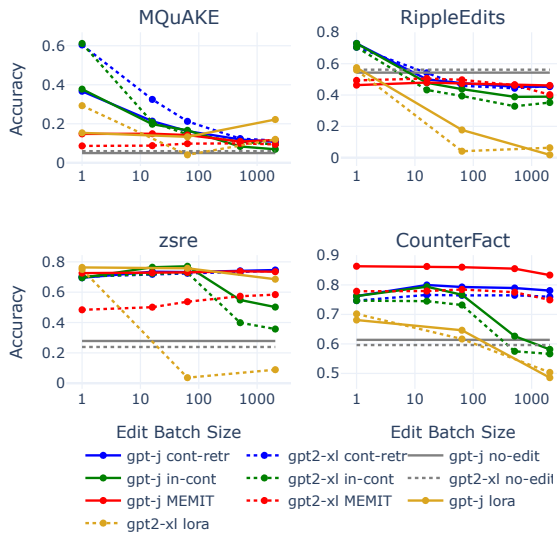 MQuAKE
RippleEdits
Accuracy
0.6
0.4
0.2
0
1
10
100
1000
0.8
0.6
0.4
0.2
0
1
10
100
1000
zsre
CounterFact
Accuracy
0.8
0.6
0.4
0.2
0
1
10
100
1000
0.9
0.8
0.7
0.6
0.5
1
10
100
1000
Edit Batch Size
Edit Batch Size
gpt-j cont-retr
gpt2-xl cont-retr
gpt-j no-edit
gpt-j in-cont
gpt2-xl in-cont
gpt2-xl no-edit
gpt-j MEMIT
gpt2-xl MEMIT
gpt-j lora
gpt2-xl lora